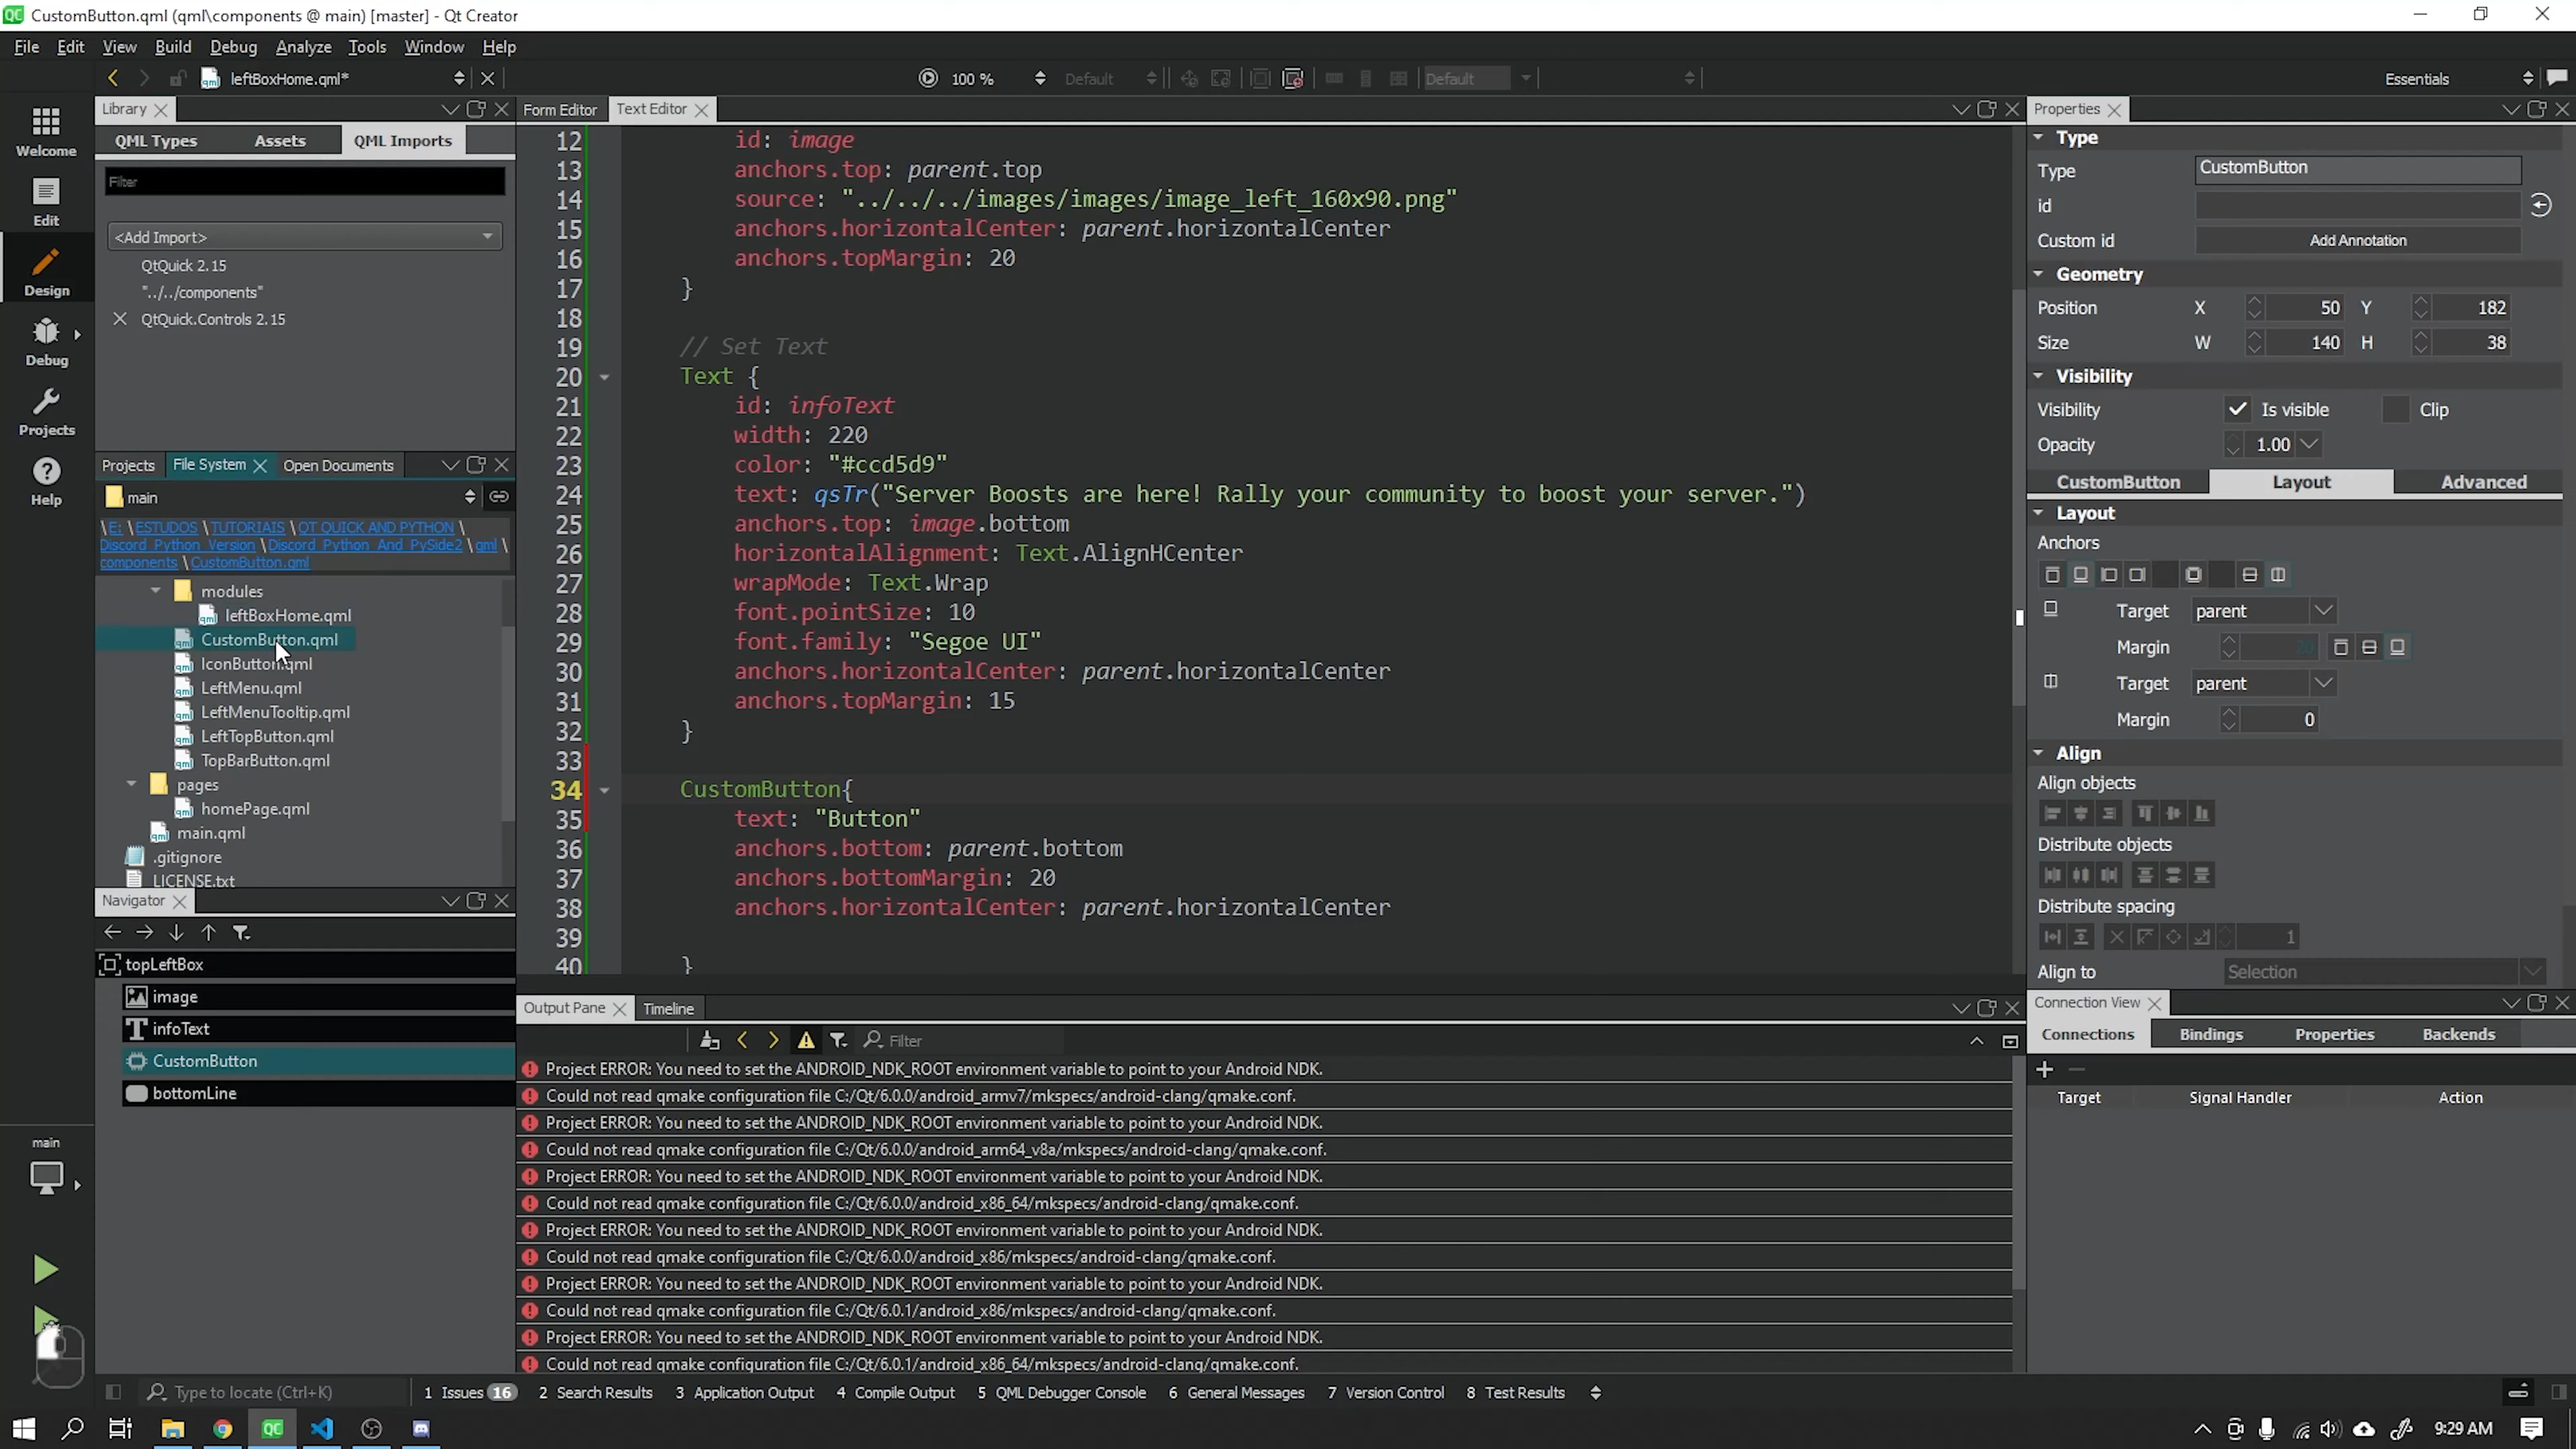 CustomButton.qml (qml\components @ main) [master] - Qt Creator
File Edit View Build Debug Analyze Tools Window Help
leftBoxHome.qml*
100 %
Default
Default
Essentials
Library
QML Types Assets QML Imports
Filter
<Add Import>
QtQuick 2.15
"../../components"
QtQuick.Controls 2.15
Welcome
Edit
Design
Debug
Projects
Help
Projects File System Open Documents
main
\E: \ESTUDOS \TUTORIAIS \QT QUICK AND PYTHON \
Discord_Python_Version \Discord_Python_And_PySide2 \qml \
components \CustomButton.qml
modules
leftBoxHome.qml
CustomButton.qml
IconButton.qml
LeftMenu.qml
LeftMenuTooltip.qml
LeftTopButton.qml
TopBarButton.qml
pages
homePage.qml
main.qml
.gitignore
LICENSE.txt
Navigator
topLeftBox
image
infoText
CustomButton
bottomLine
main
Form Editor Text Editor
12 id: image
13 anchors.top: parent.top
14 source: "../../../images/images/image_left_160x90.png"
15 anchors.horizontalCenter: parent.horizontalCenter
16 anchors.topMargin: 20
17 }
18
19 // Set Text
20 Text {
21 id: infoText
22 width: 220
23 color: "#ccd5d9"
24 text: qsTr("Server Boosts are here! Rally your community to boost your server.")
25 anchors.top: image.bottom
26 horizontalAlignment: Text.AlignHCenter
27 wrapMode: Text.Wrap
28 font.pointSize: 10
29 font.family: "Segoe UI"
30 anchors.horizontalCenter: parent.horizontalCenter
31 anchors.topMargin: 15
32 }
33
34 CustomButton{
35 text: "Button"
36 anchors.bottom: parent.bottom
37 anchors.bottomMargin: 20
38 anchors.horizontalCenter: parent.horizontalCenter
39
40 }
Output Pane Timeline
Filter
Project ERROR: You need to set the ANDROID_NDK_ROOT environment variable to point to your Android NDK.
Could not read qmake configuration file C:/Qt/6.0.0/android_armv7/mkspecs/android-clang/qmake.conf.
Project ERROR: You need to set the ANDROID_NDK_ROOT environment variable to point to your Android NDK.
Could not read qmake configuration file C:/Qt/6.0.0/android_arm64_v8a/mkspecs/android-clang/qmake.conf.
Project ERROR: You need to set the ANDROID_NDK_ROOT environment variable to point to your Android NDK.
Could not read qmake configuration file C:/Qt/6.0.0/android_x86_64/mkspecs/android-clang/qmake.conf.
Project ERROR: You need to set the ANDROID_NDK_ROOT environment variable to point to your Android NDK.
Could not read qmake configuration file C:/Qt/6.0.0/android_x86/mkspecs/android-clang/qmake.conf.
Project ERROR: You need to set the ANDROID_NDK_ROOT environment variable to point to your Android NDK.
Could not read qmake configuration file C:/Qt/6.0.1/android_x86/mkspecs/android-clang/qmake.conf.
Project ERROR: You need to set the ANDROID_NDK_ROOT environment variable to point to your Android NDK.
Could not read qmake configuration file C:/Qt/6.0.1/android_x86_64/mkspecs/android-clang/qmake.conf.
Properties
Type
Type CustomButton
id
Custom id Add Annotation
Geometry
Position X 50 Y 182
Size W 140 H 38
Visibility
Visibility Is visible Clip
Opacity 1.00
CustomButton Layout Advanced
Layout
Anchors
Target parent
Margin 20
Target parent
Margin 0
Align
Align objects
Distribute objects
Distribute spacing
1
Align to Selection
Connection View
Connections Bindings Properties Backends
Target Signal Handler Action
Type to locate (Ctrl+K) 1 Issues 16 2 Search Results 3 Application Output 4 Compile Output 5 QML Debugger Console 6 General Messages 7 Version Control 8 Test Results
9:29 AM